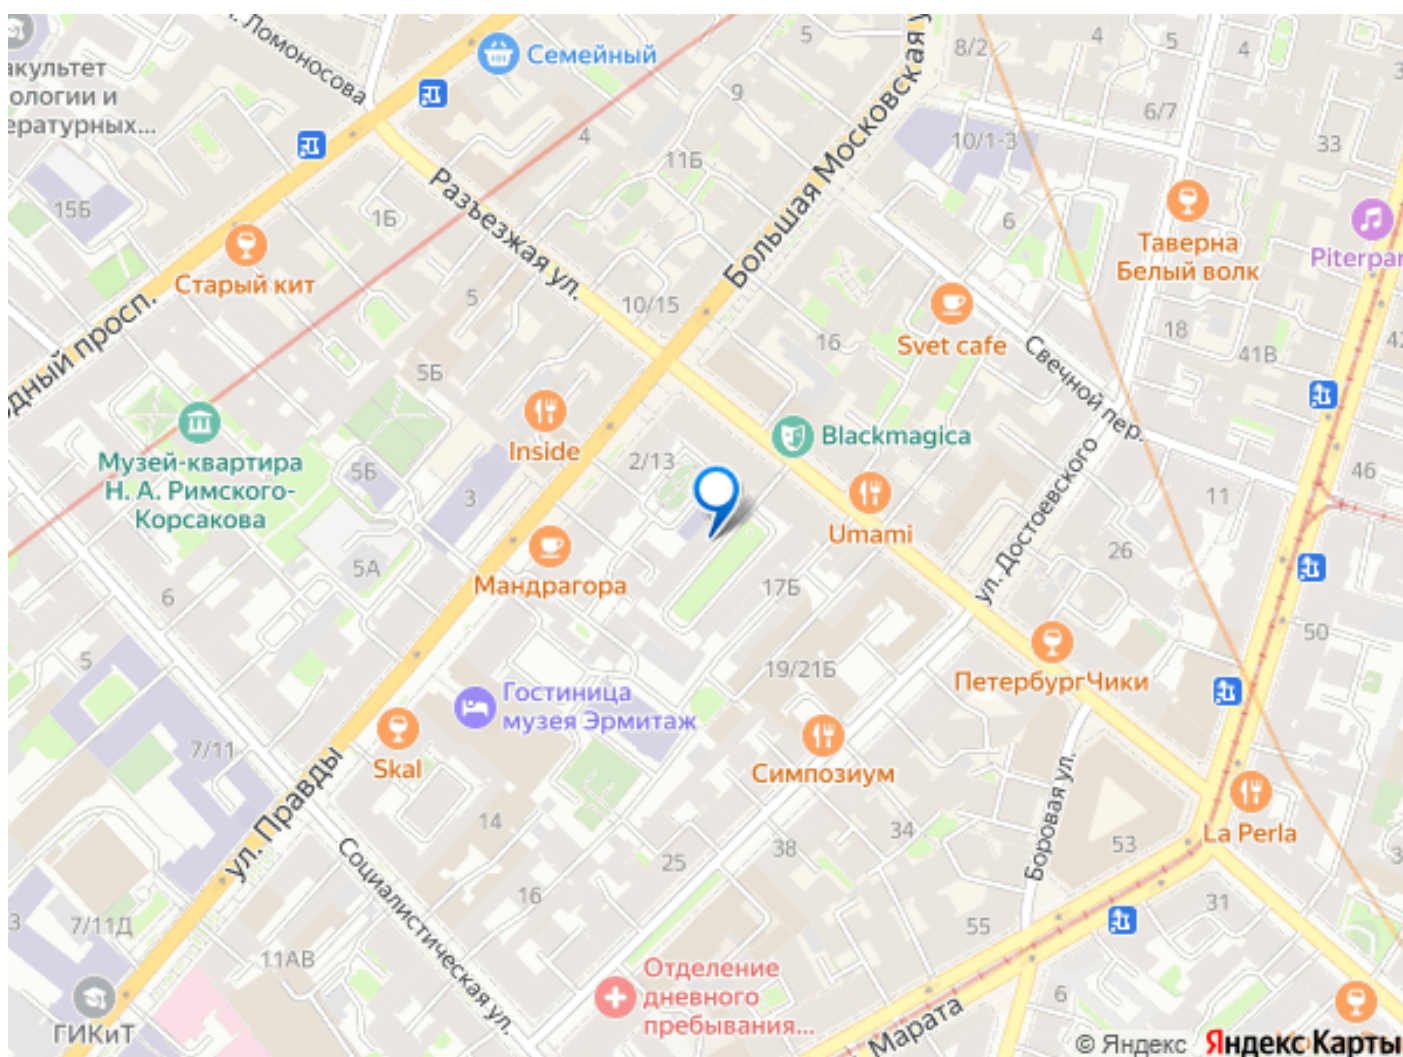 Ломоносова
Семейный
акультет
ологии и
ературных...
5
8/2
4
5
4
9
4
11Б
10/1-3
6/7
33
15Б
1Б
Разъезжая ул.
Большая Московская
6
Таверна
Белый волк
Piterpar
Старый кит
5
10/15
16
Svet cafe
18
41В
42
одный просп.
5Б
Свечной пер.
Inside
Blackmagica
Музей-квартира
Н. А. Римского-
Корсакова
5Б
3
2/13
46
11
Umami
ул. Достоевского
26
5А
Мандрагора
17Б
6
5
50
19/21Б
ПетербургЧики
Гостиница
музея Эрмитаж
7/11
Skal
ул. Правды
Симпозиум
Боровая ул.
La Perla
14
34
53
38
25
Социалистическая ул.
16
31
3
7/11Д
55
11АВ
Отделение
дневного
пребывания...
6
ГИКиТ
Марата
© Яндекс Яндекс Карты